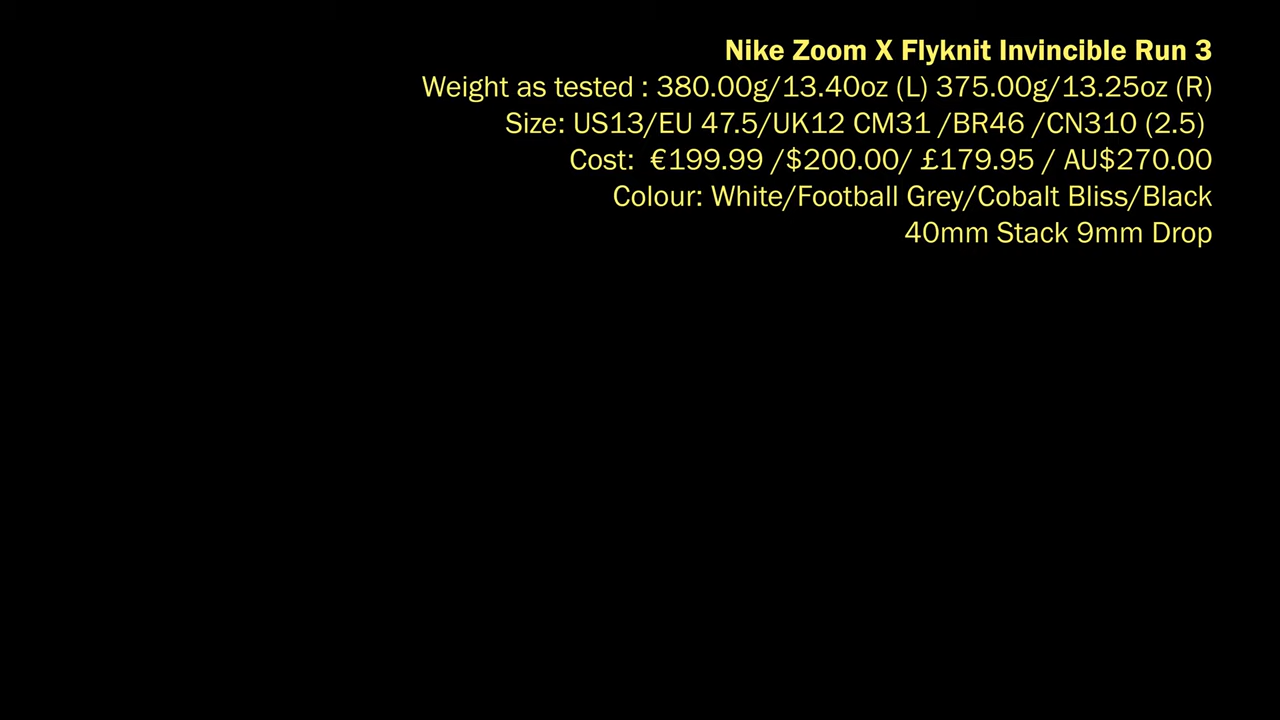 Nike Zoom X Flyknit Invincible Run 3
Weight as tested : 380.00g/13.40oz (L) 375.00g/13.25oz (R)
Size: US13/EU 47.5/UK12 CM31 /BR46 /CN310 (2.5)
Cost:  €199.99 /$200.00/ £179.95 / AU$270.00
Colour: White/Football Grey/Cobalt Bliss/Black
40mm Stack 9mm Drop